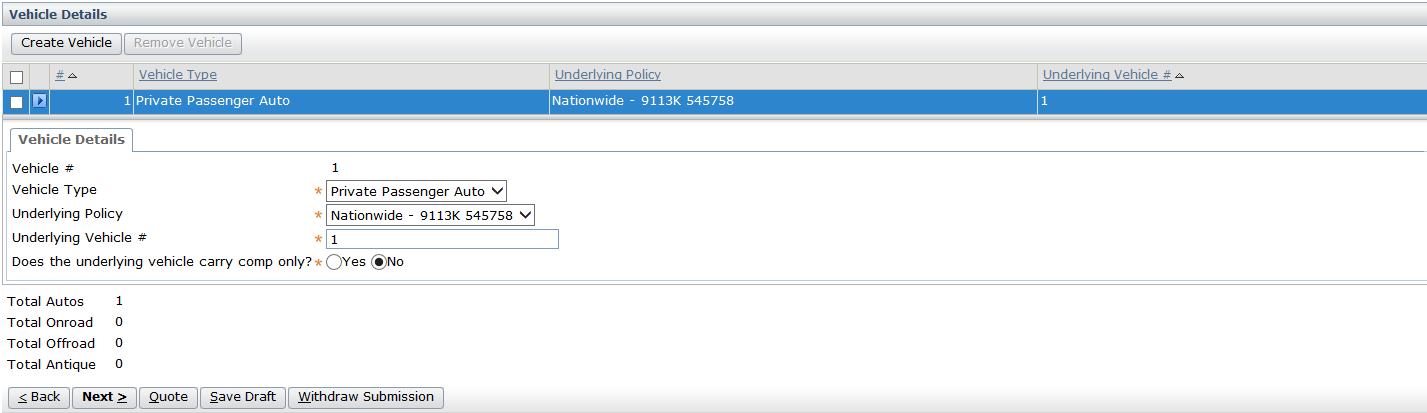 Vehicle Details
Create Vehicle Remove Vehicle
# Vehicle Type Underlying Policy Underlying Vehicle #
1 Private Passenger Auto Nationwide - 9113K 545758 1
Vehicle Details
Vehicle # 1
Vehicle Type * Private Passenger Auto
Underlying Policy * Nationwide - 9113K 545758
Underlying Vehicle # * 1
Does the underlying vehicle carry comp only? * Yes No
Total Autos 1
Total Onroad 0
Total Offroad 0
Total Antique 0
< Back Next > Quote Save Draft Withdraw Submission